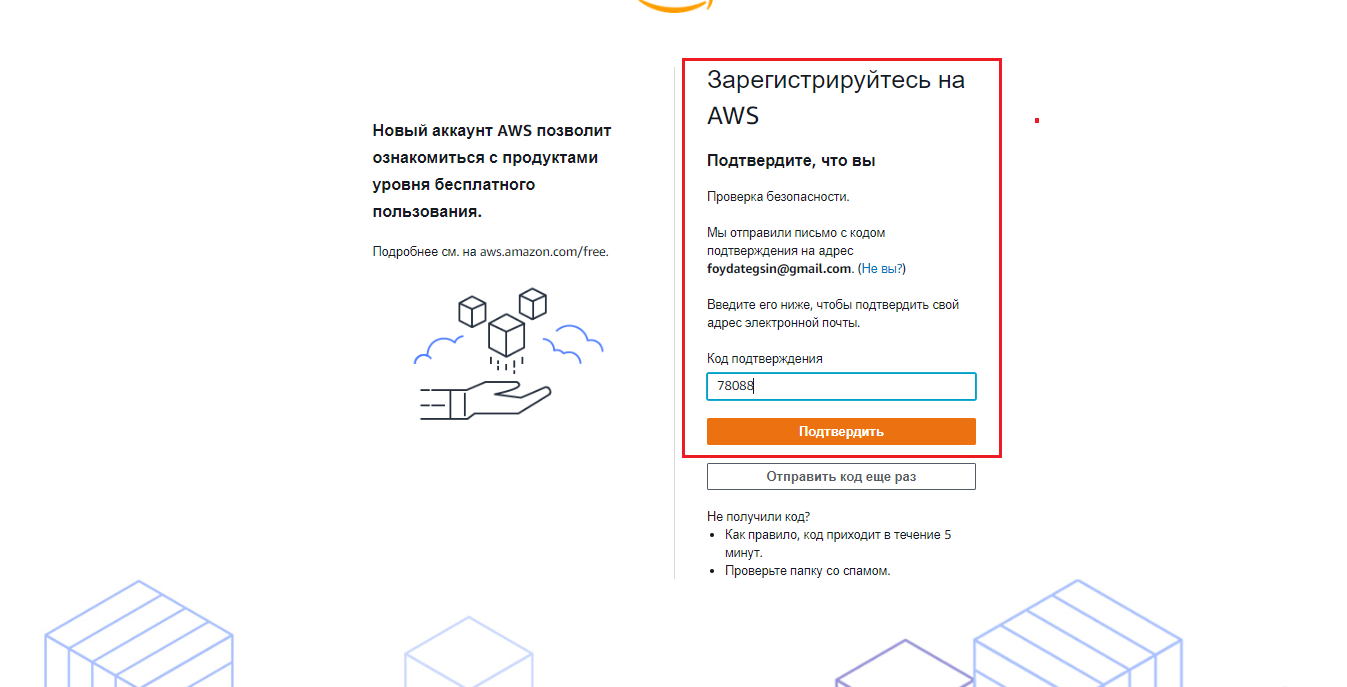 Новый аккаунт AWS позволит
ознакомиться с продуктами
уровня бесплатного
пользования.
Подробнее см. на aws.amazon.com/free.
Зарегистрируйтесь на
AWS
Подтвердите, что вы
Проверка безопасности.
Мы отправили письмо с кодом
подтверждения на адрес
foydategsin@gmail.com. (Не вы?)
Введите его ниже, чтобы подтвердить свой
адрес электронной почты.
Код подтверждения
78088
Подтвердить
Отправить код еще раз
Не получили код?
• Как правило, код приходит в течение 5
минут.
• Проверьте папку со спамом.